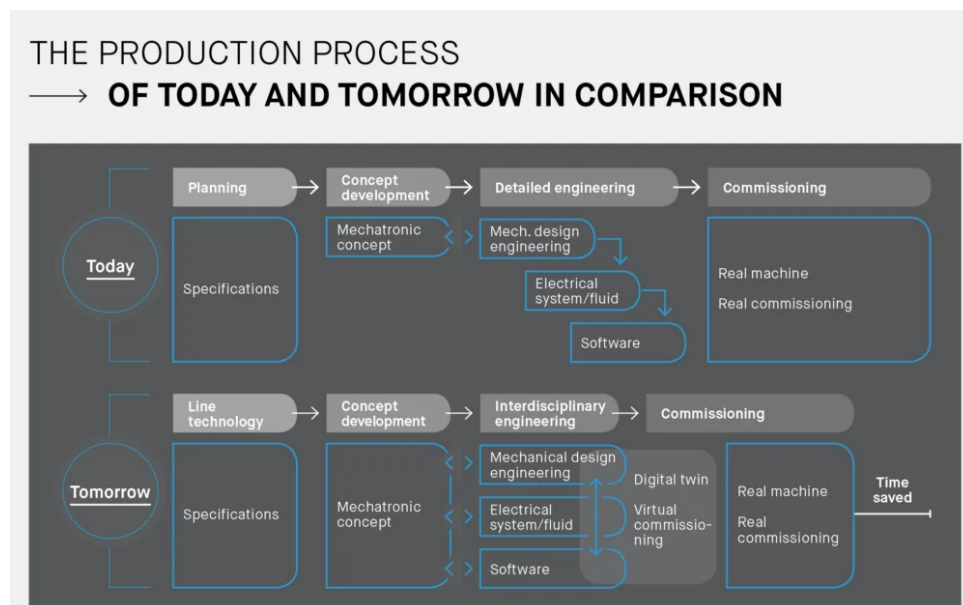 THE PRODUCTION PROCESS
OF TODAY AND TOMORROW IN COMPARISON
Today
Planning
Concept
development
Detailed engineering
Commissioning
Specifications
Mechatronic
concept
Mech. design
engineering
Electrical
system/fluid
Software
Real machine
Real commissioning
Tomorrow
Line
technology
Concept
development
Interdisciplinary
engineering
Commissioning
Specifications
Mechatronic
concept
Mechanical design
engineering
Electrical
system/fluid
Software
Digital twin
Virtual
commissio-
ning
Real machine
Real
commissioning
Time
saved